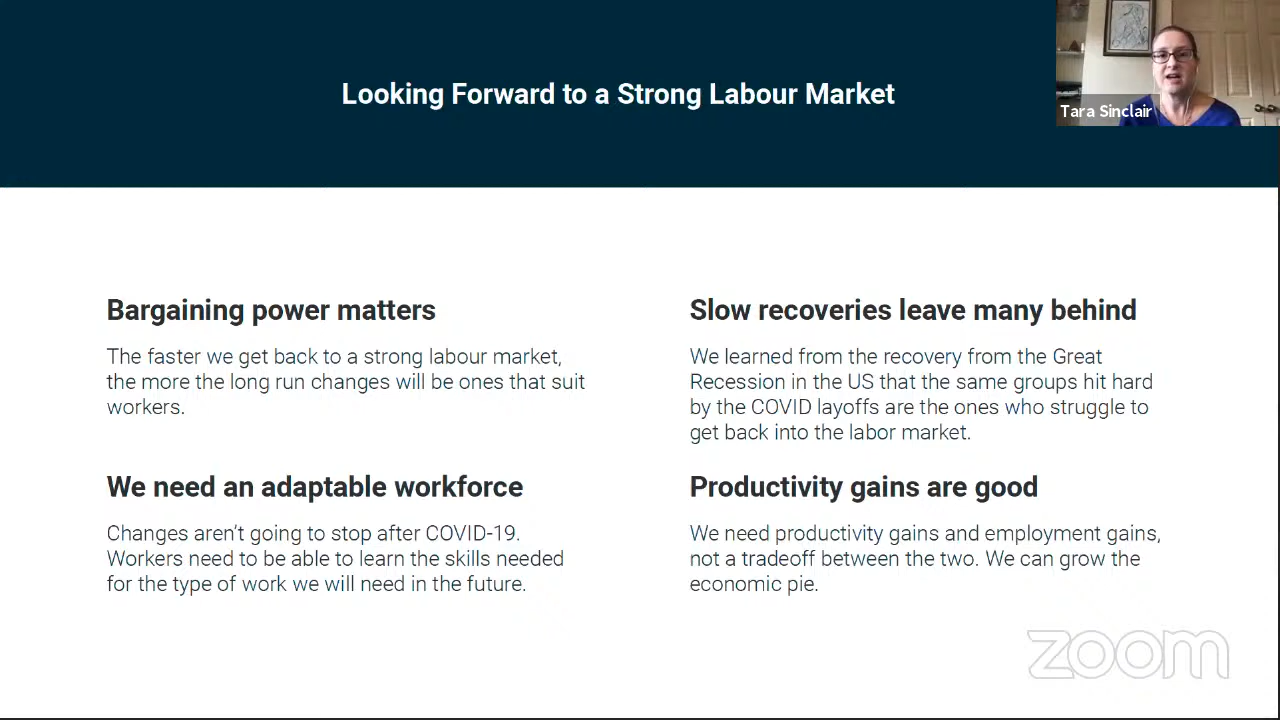 Looking Forward to a Strong Labour Market
Tara Sinclair
Bargaining power matters
The faster we get back to a strong labour market,
the more the long run changes will be ones that suit
workers.
Slow recoveries leave many behind
We learned from the recovery from the Great
Recession in the US that the same groups hit hard
by the COVID layoffs are the ones who struggle to
get back into the labor market.
We need an adaptable workforce
Changes aren't going to stop after COVID-19.
Workers need to be able to learn the skills needed
for the type of work we will need in the future.
Productivity gains are good
We need productivity gains and employment gains,
not a tradeoff between the two. We can grow the
economic pie.
zoom